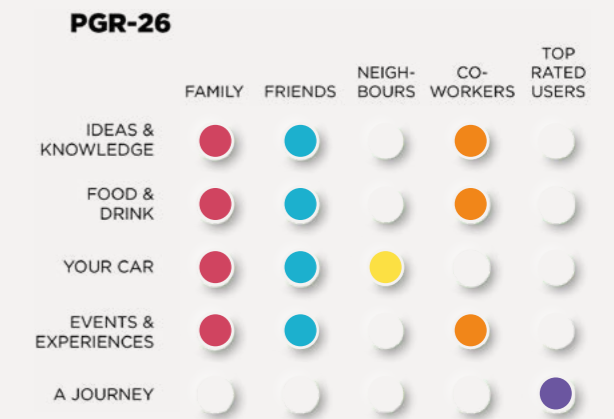 PGR-26
FAMILY
FRIENDS
NEIGH-
BOURS
CO-
WORKERS
TOP
RATED
USERS
IDEAS &
KNOWLEDGE
FOOD &
DRINK
YOUR CAR
EVENTS &
EXPERIENCES
A JOURNEY